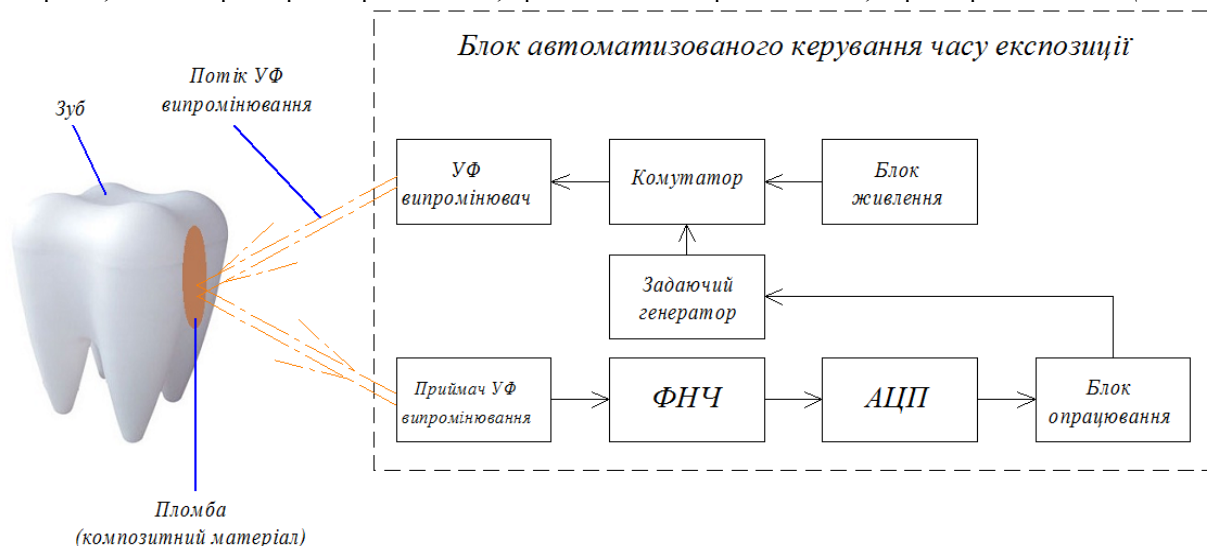 Блок автоматизованого керування часу експозиції
Потік УФ
випромінювання
Зуб
УФ
випромінювач
Комутатор
Блок
живлення
Задаючий
генератор
Приймач УФ
випромінювання
ФНЧ
АЦП
Блок
опрацювання
Пломба
(композитний матеріал)